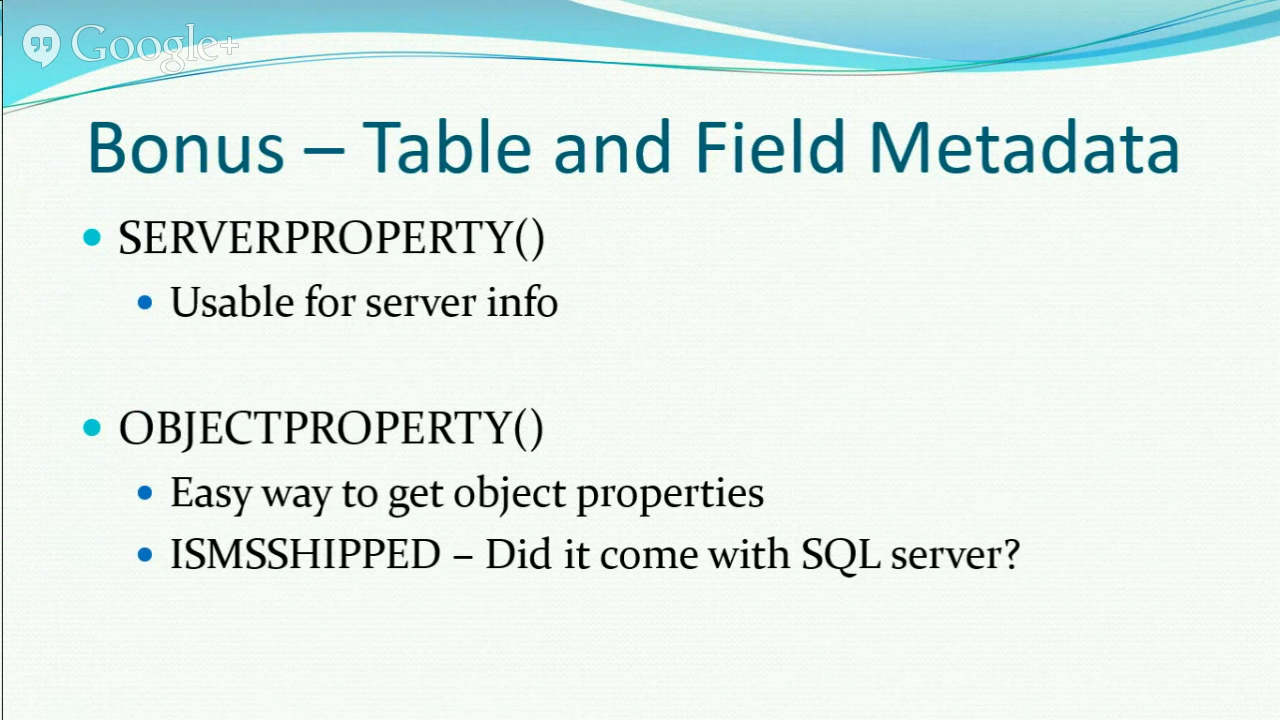 Google+
Bonus – Table and Field Metadata
SERVERPROPERTY()
Usable for server info
OBJECTPROPERTY()
Easy way to get object properties
ISMSSHIPPED – Did it come with SQL server?